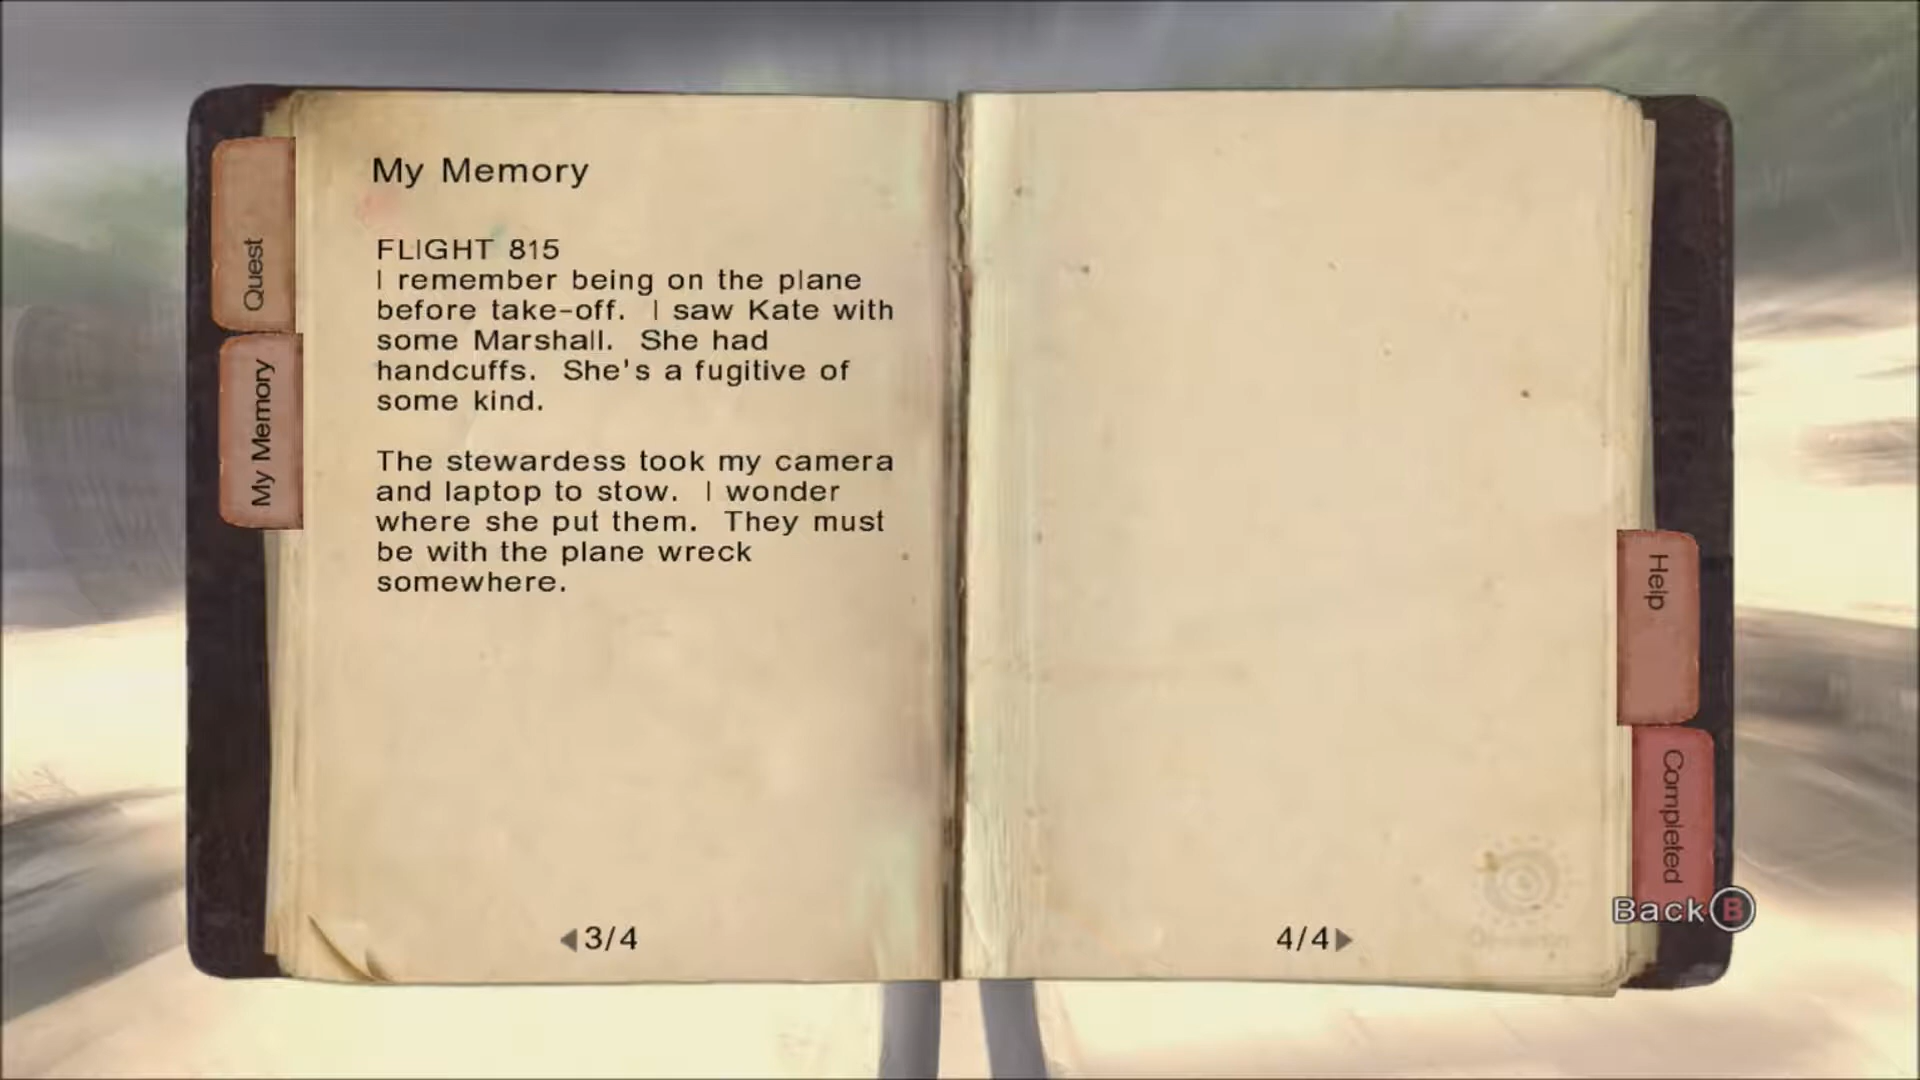 My Memory
FLIGHT 815
I remember being on the plane
before take-off. I saw Kate with
some Marshall. She had
handcuffs. She's a fugitive of
some kind.
The stewardess took my camera
and laptop to stow. I wonder
where she put them. They must
be with the plane wreck
somewhere.
3/4
4/4
Quest
My Memory
Help
Completed
Back B